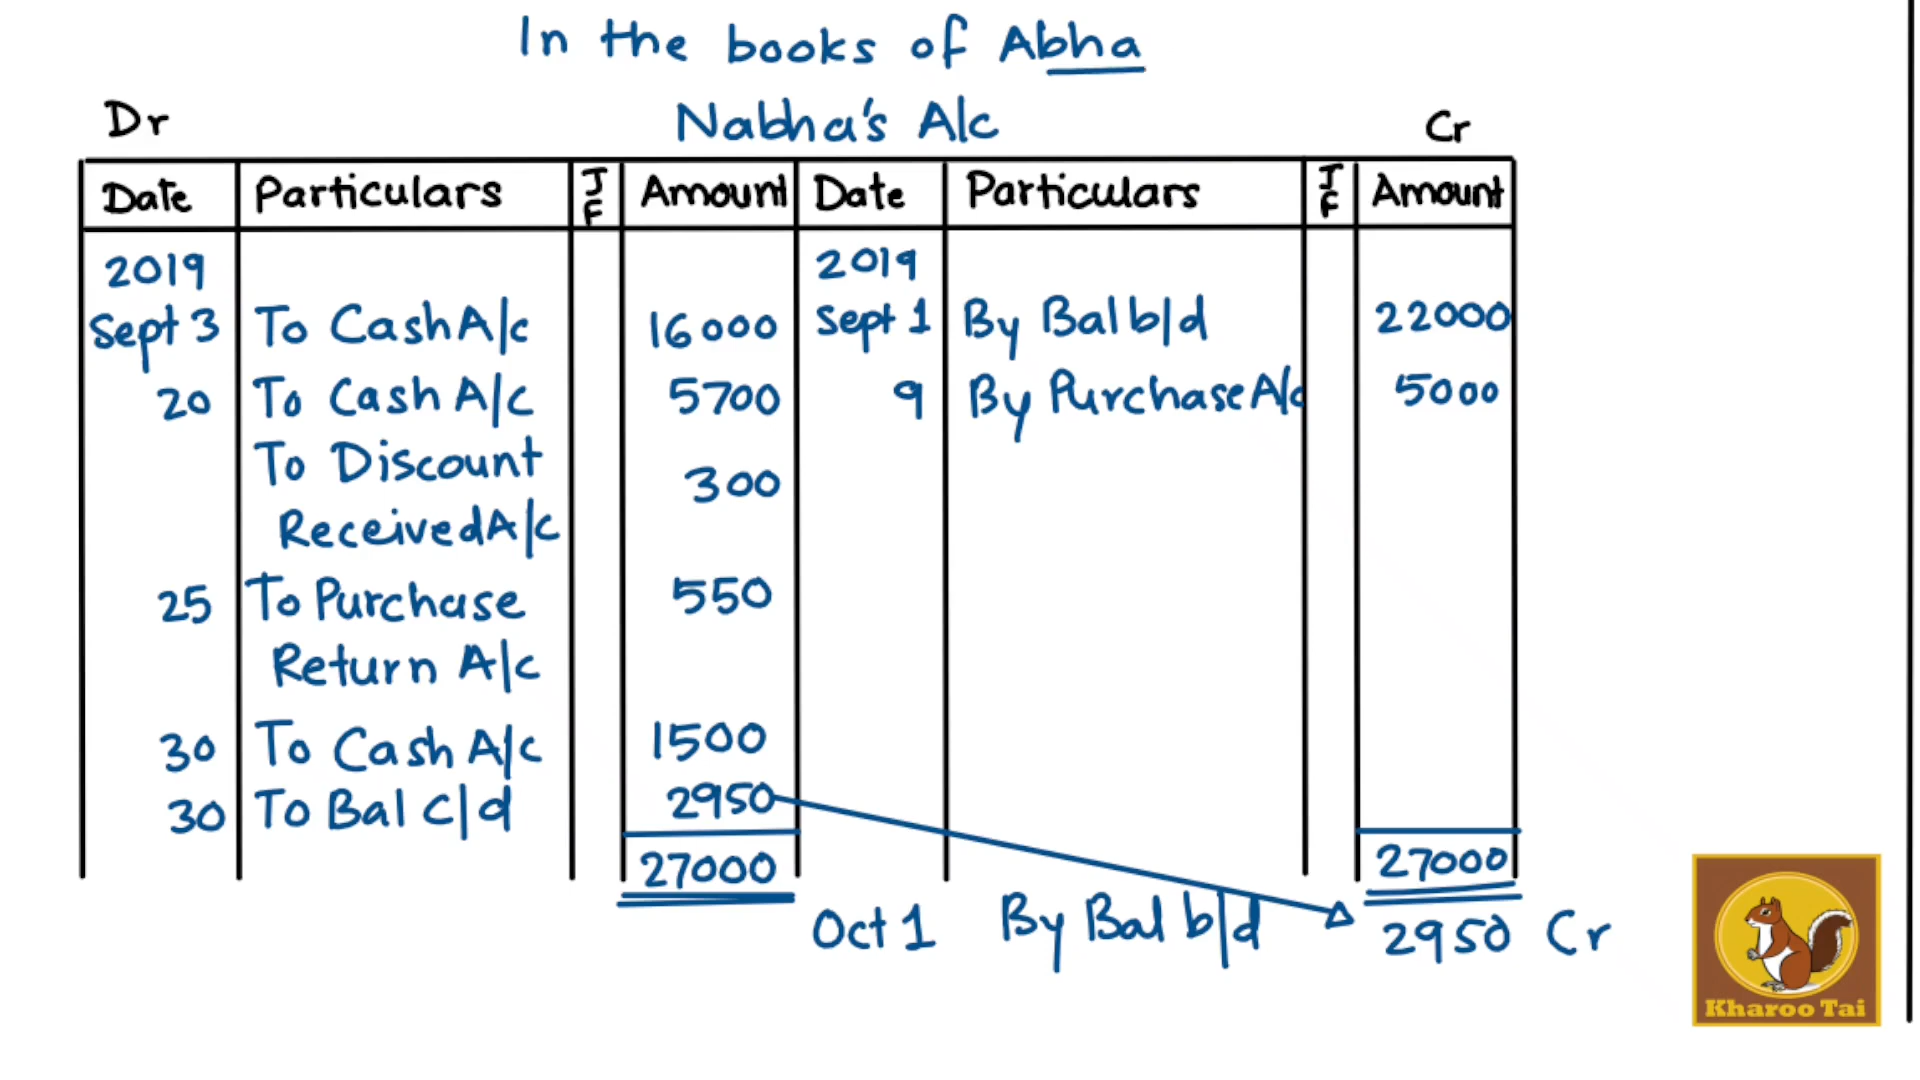 In the books of Abha
Dr Nabha's A/c Cr
Date Particulars JF Amount Date Particulars JF Amount
2019 2019
Sept 3 To Cash A/c 16000 Sept 1 By Bal b/d 22000
20 To Cash A/c 5700 9 By Purchase A/c 5000
To Discount 300
Received A/c
25 To Purchase 550
Return A/c
30 To Cash A/c 1500
30 To Bal c/d 2950
27000 27000
Oct 1 By Bal b/d 2950 Cr
Kharoo Tai